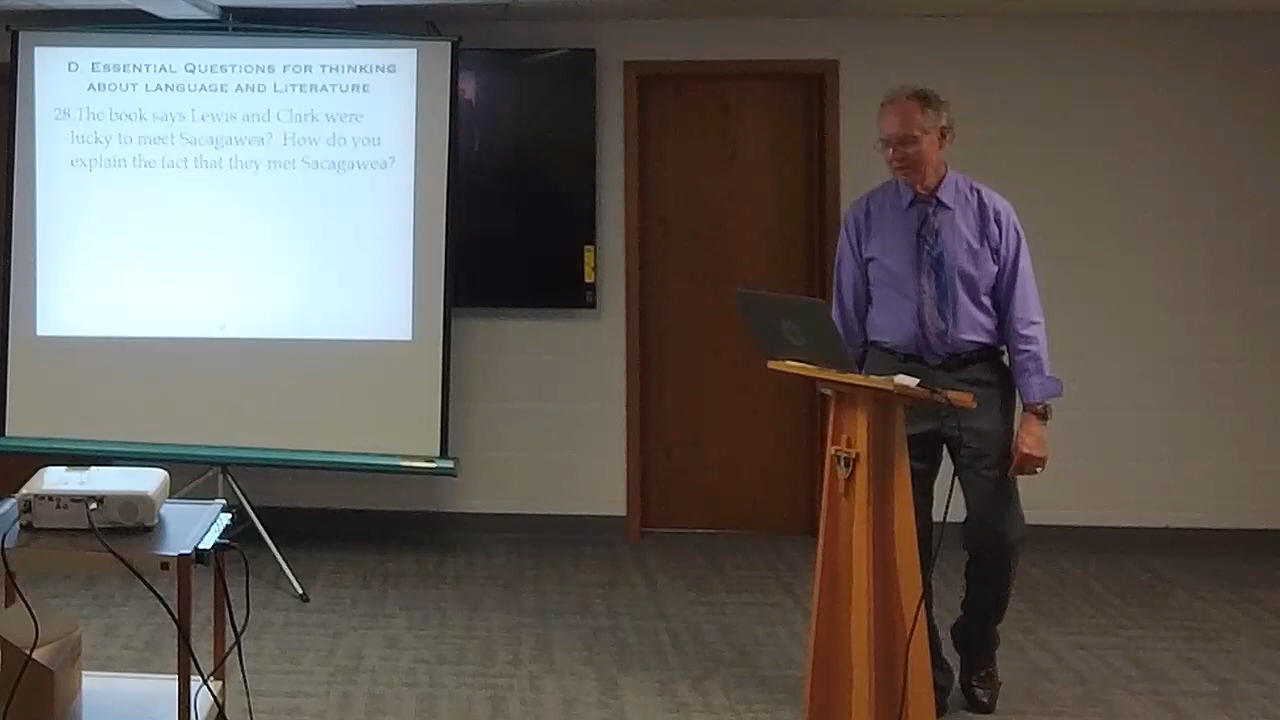 D. Essential Questions for thinking
about language and Literature
28. The book says Lewis and Clark were
lucky to meet Sacagawea? How do you
explain the fact that they met Sacagawea?